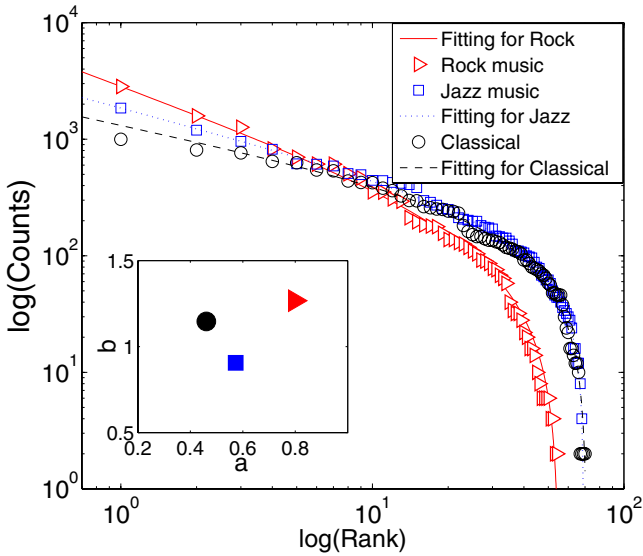 10^4
10^3
10^2
10^1
10^0
log(Counts)
Fitting for Rock
Rock music
Jazz music
Fitting for Jazz
Classical
Fitting for Classical
1.5
1
0.5
b
0.2 0.4 0.6 0.8
a
10^0 10^1 10^2
log(Rank)